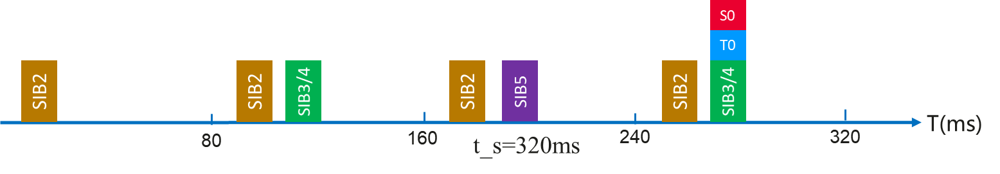 S0
T0
SIB2
SIB2
SIB3/4
SIB2
SIB5
SIB2
SIB3/4
T(ms)
80
160
240
320
t_s=320ms